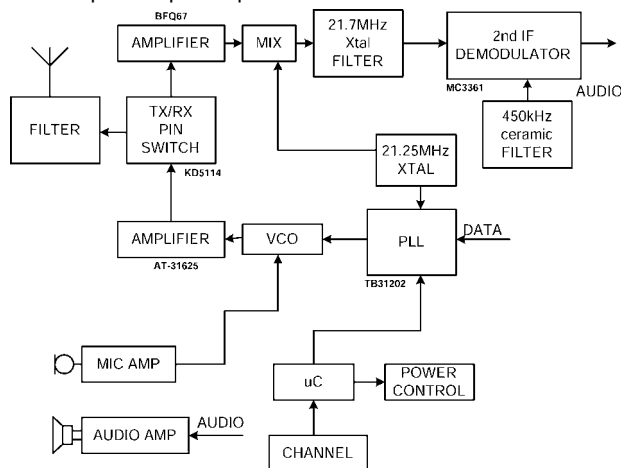 BFQ67
AMPLIFIER
MIX
21.7MHz
Xtal
FILTER
2nd IF
DEMODULATOR
MC3361
AUDIO
450kHz
ceramic
FILTER
FILTER
TX/RX
PIN
SWITCH
KD5114
21.25MHz
XTAL
AMPLIFIER
AT-31625
VCO
PLL
TB31202
DATA
MIC AMP
uC
POWER
CONTROL
AUDIO AMP
AUDIO
CHANNEL